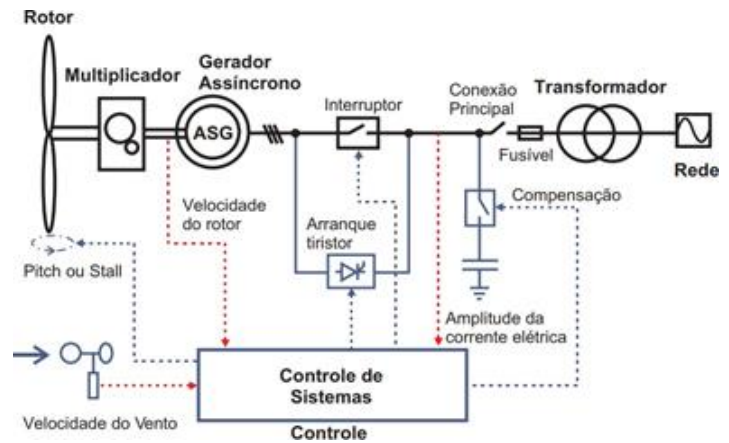 Rotor
Multiplicador
Gerador
Assíncrono
ASG
Interruptor
Conexão
Principal
Fusível
Transformador
Rede
Velocidade
do rotor
Arranque
tiristor
Compensação
Pitch ou Stall
Amplitude da
corrente elétrica
Controle de
Sistemas
Velocidade do Vento
Controle